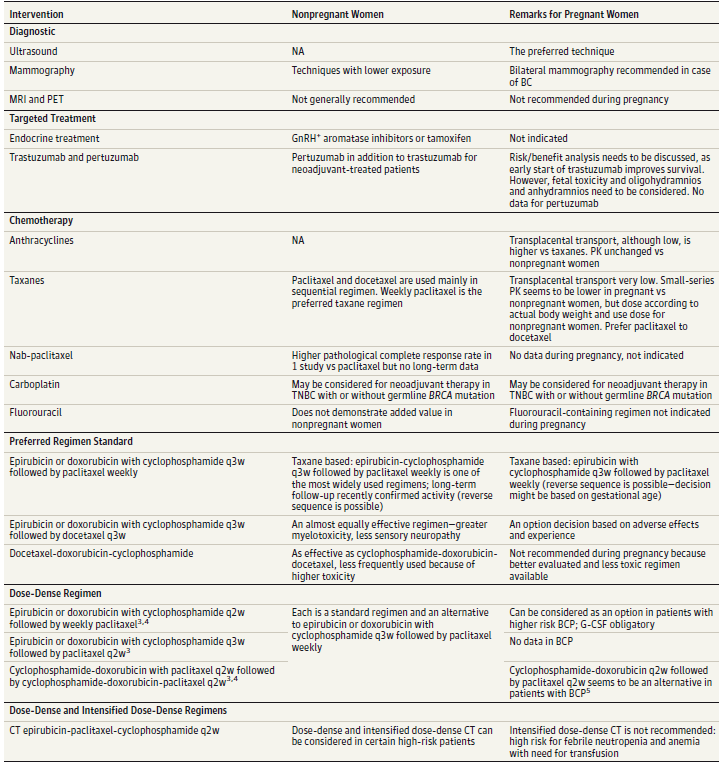 Intervention Nonpregnant Women Remarks for Pregnant Women
Diagnostic
Ultrasound NA The preferred technique
Mammography Techniques with lower exposure Bilateral mammography recommended in case
of BC
MRI and PET Not generally recommended Not recommended during pregnancy
Targeted Treatment
Endocrine treatment GnRH+ aromatase inhibitors or tamoxifen Not indicated
Trastuzumab and pertuzumab Pertuzumab in addition to trastuzumab for Risk/benefit analysis needs to be discussed, as
neoadjuvant-treated patients early start of trastuzumab improves survival.
However, fetal toxicity and oligohydramnios
and anhydramnios need to be considered. No
data for pertuzumab
Chemotherapy
Anthracyclines NA Transplacental transport, although low, is
higher vs taxanes. PK unchanged vs
nonpregnant women
Taxanes Paclitaxel and docetaxel are used mainly in Transplacental transport very low. Small-series
sequential regimen. Weekly paclitaxel is the PK seems to be lower in pregnant vs
preferred taxane regimen nonpregnant women, but dose according to
actual body weight and use dose for
nonpregnant women. Prefer paclitaxel to
docetaxel
Nab-paclitaxel Higher pathological complete response rate in No data during pregnancy, not indicated
1 study vs paclitaxel but no long-term data
Carboplatin May be considered for neoadjuvant therapy in May be considered for neoadjuvant therapy in
TNBC with or without germline BRCA mutation TNBC with or without germline BRCA mutation
Fluorouracil Does not demonstrate added value in Fluorouracil-containing regimen not indicated
nonpregnant women during pregnancy
Preferred Regimen Standard
Epirubicin or doxorubicin with cyclophosphamide q3w Taxane based: epirubicin-cyclophosphamide Taxane based: epirubicin with
followed by paclitaxel weekly q3w followed by paclitaxel weekly is one of cyclophosphamide q3w followed by paclitaxel
the most widely used regimens; long-term weekly (reverse sequence is possible—decision
follow-up recently confirmed activity (reverse might be based on gestational age)
sequence is possible)
Epirubicin or doxorubicin with cyclophosphamide q3w An almost equally effective regimen—greater An option decision based on adverse effects
followed by docetaxel q3w myelotoxicity, less sensory neuropathy and experience
Docetaxel-doxorubicin-cyclophosphamide As effective as cyclophosphamide-doxorubicin- Not recommended during pregnancy because
docetaxel, less frequently used because of better evaluated and less toxic regimen
higher toxicity available
Dose-Dense Regimen
Epirubicin or doxorubicin with cyclophosphamide q2w Each is a standard regimen and an alternative Can be considered as an option in patients with
followed by weekly paclitaxel3,4 to epirubicin or doxorubicin with higher risk BCP; G-CSF obligatory
Epirubicin or doxorubicin with cyclophosphamide q3w cyclophosphamide q3w followed by paclitaxel No data in BCP
followed by paclitaxel q2w3 weekly
Cyclophosphamide-doxorubicin with paclitaxel q2w followed Cyclophosphamide-doxorubicin q2w followed
by cyclophosphamide-doxorubicin-paclitaxel q2w3,4 by paclitaxel q2w seems to be an alternative in
patients with BCP5
Dose-Dense and Intensified Dose-Dense Regimens
CT epirubicin-paclitaxel-cyclophosphamide q2w Dose-dense and intensified dose-dense CT can Intensified dose-dense CT is not recommended:
be considered in certain high-risk patients high risk for febrile neutropenia and anemia
with need for transfusion